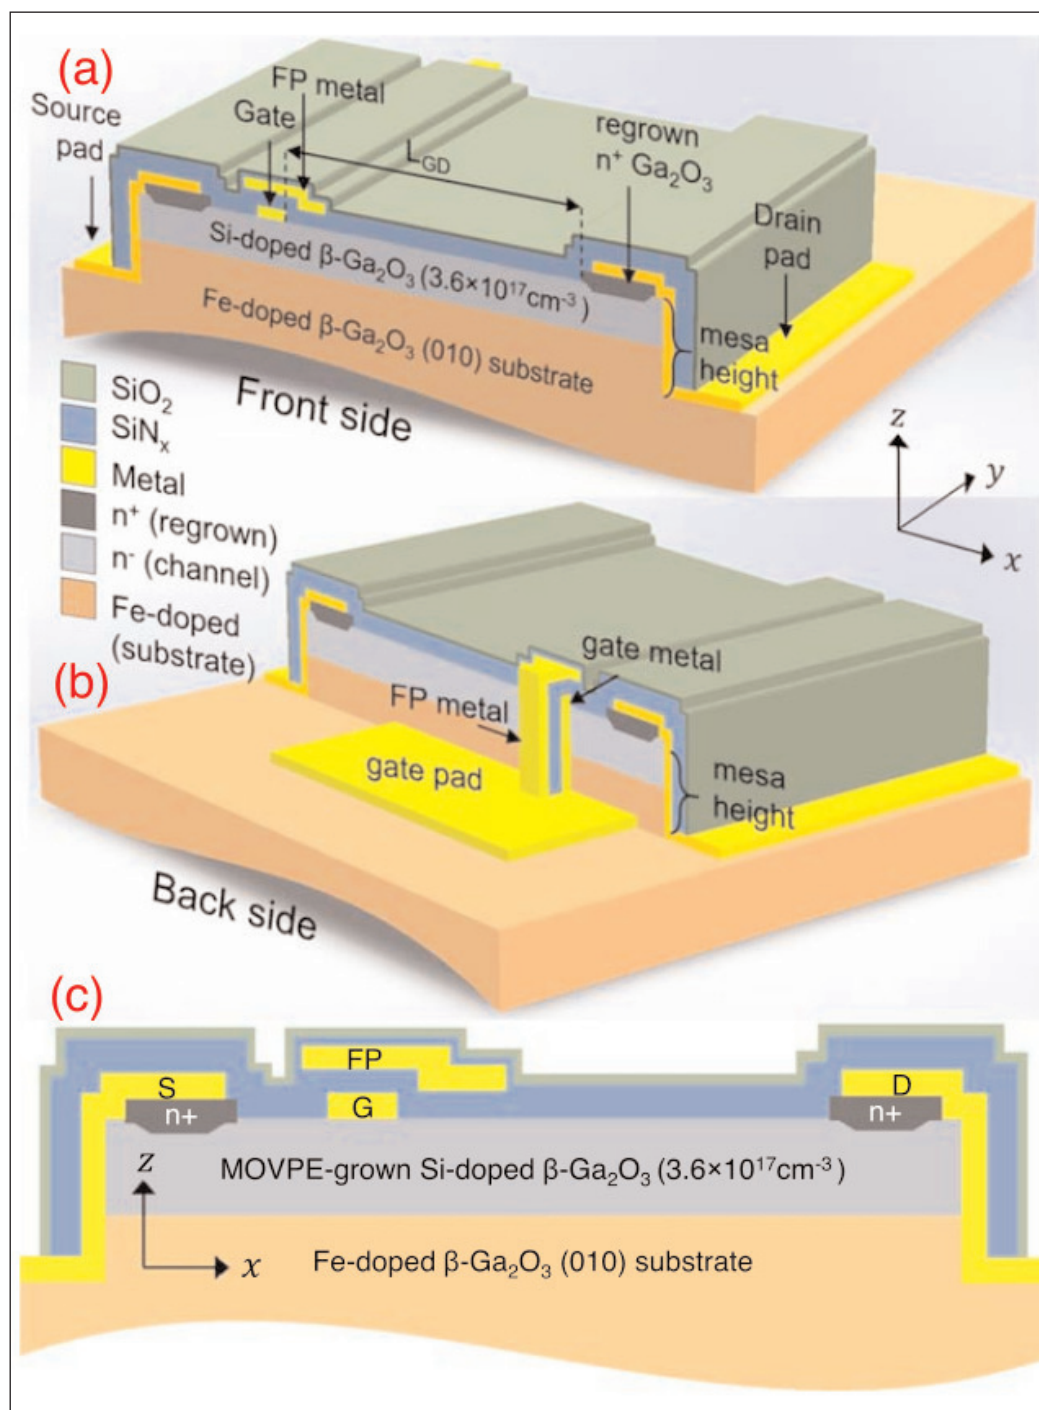 (a)
Source
pad
Gate
FP metal
L_GD
regrown
n⁺ Ga₂O₃
Drain
pad
Si-doped β-Ga₂O₃ (3.6×10¹⁷cm⁻³)
Fe-doped β-Ga₂O₃ (010) substrate
mesa
height
Front side
SiO₂
SiNₓ
Metal
n⁺ (regrown)
n⁻ (channel)
Fe-doped
(substrate)
z
y
x
(b)
gate metal
FP metal
gate pad
mesa
height
Back side
(c)
FP
S
D
G
n+
n+
MOVPE-grown Si-doped β-Ga₂O₃ (3.6×10¹⁷cm⁻³)
z
x
Fe-doped β-Ga₂O₃ (010) substrate